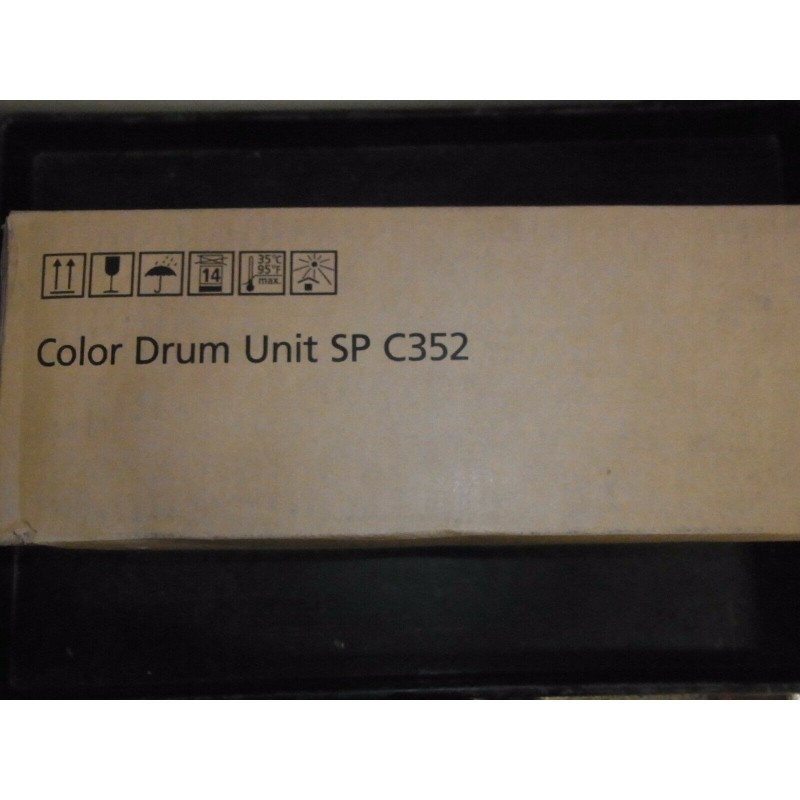 14
35°C
95°F
max.
Color Drum Unit SP C352